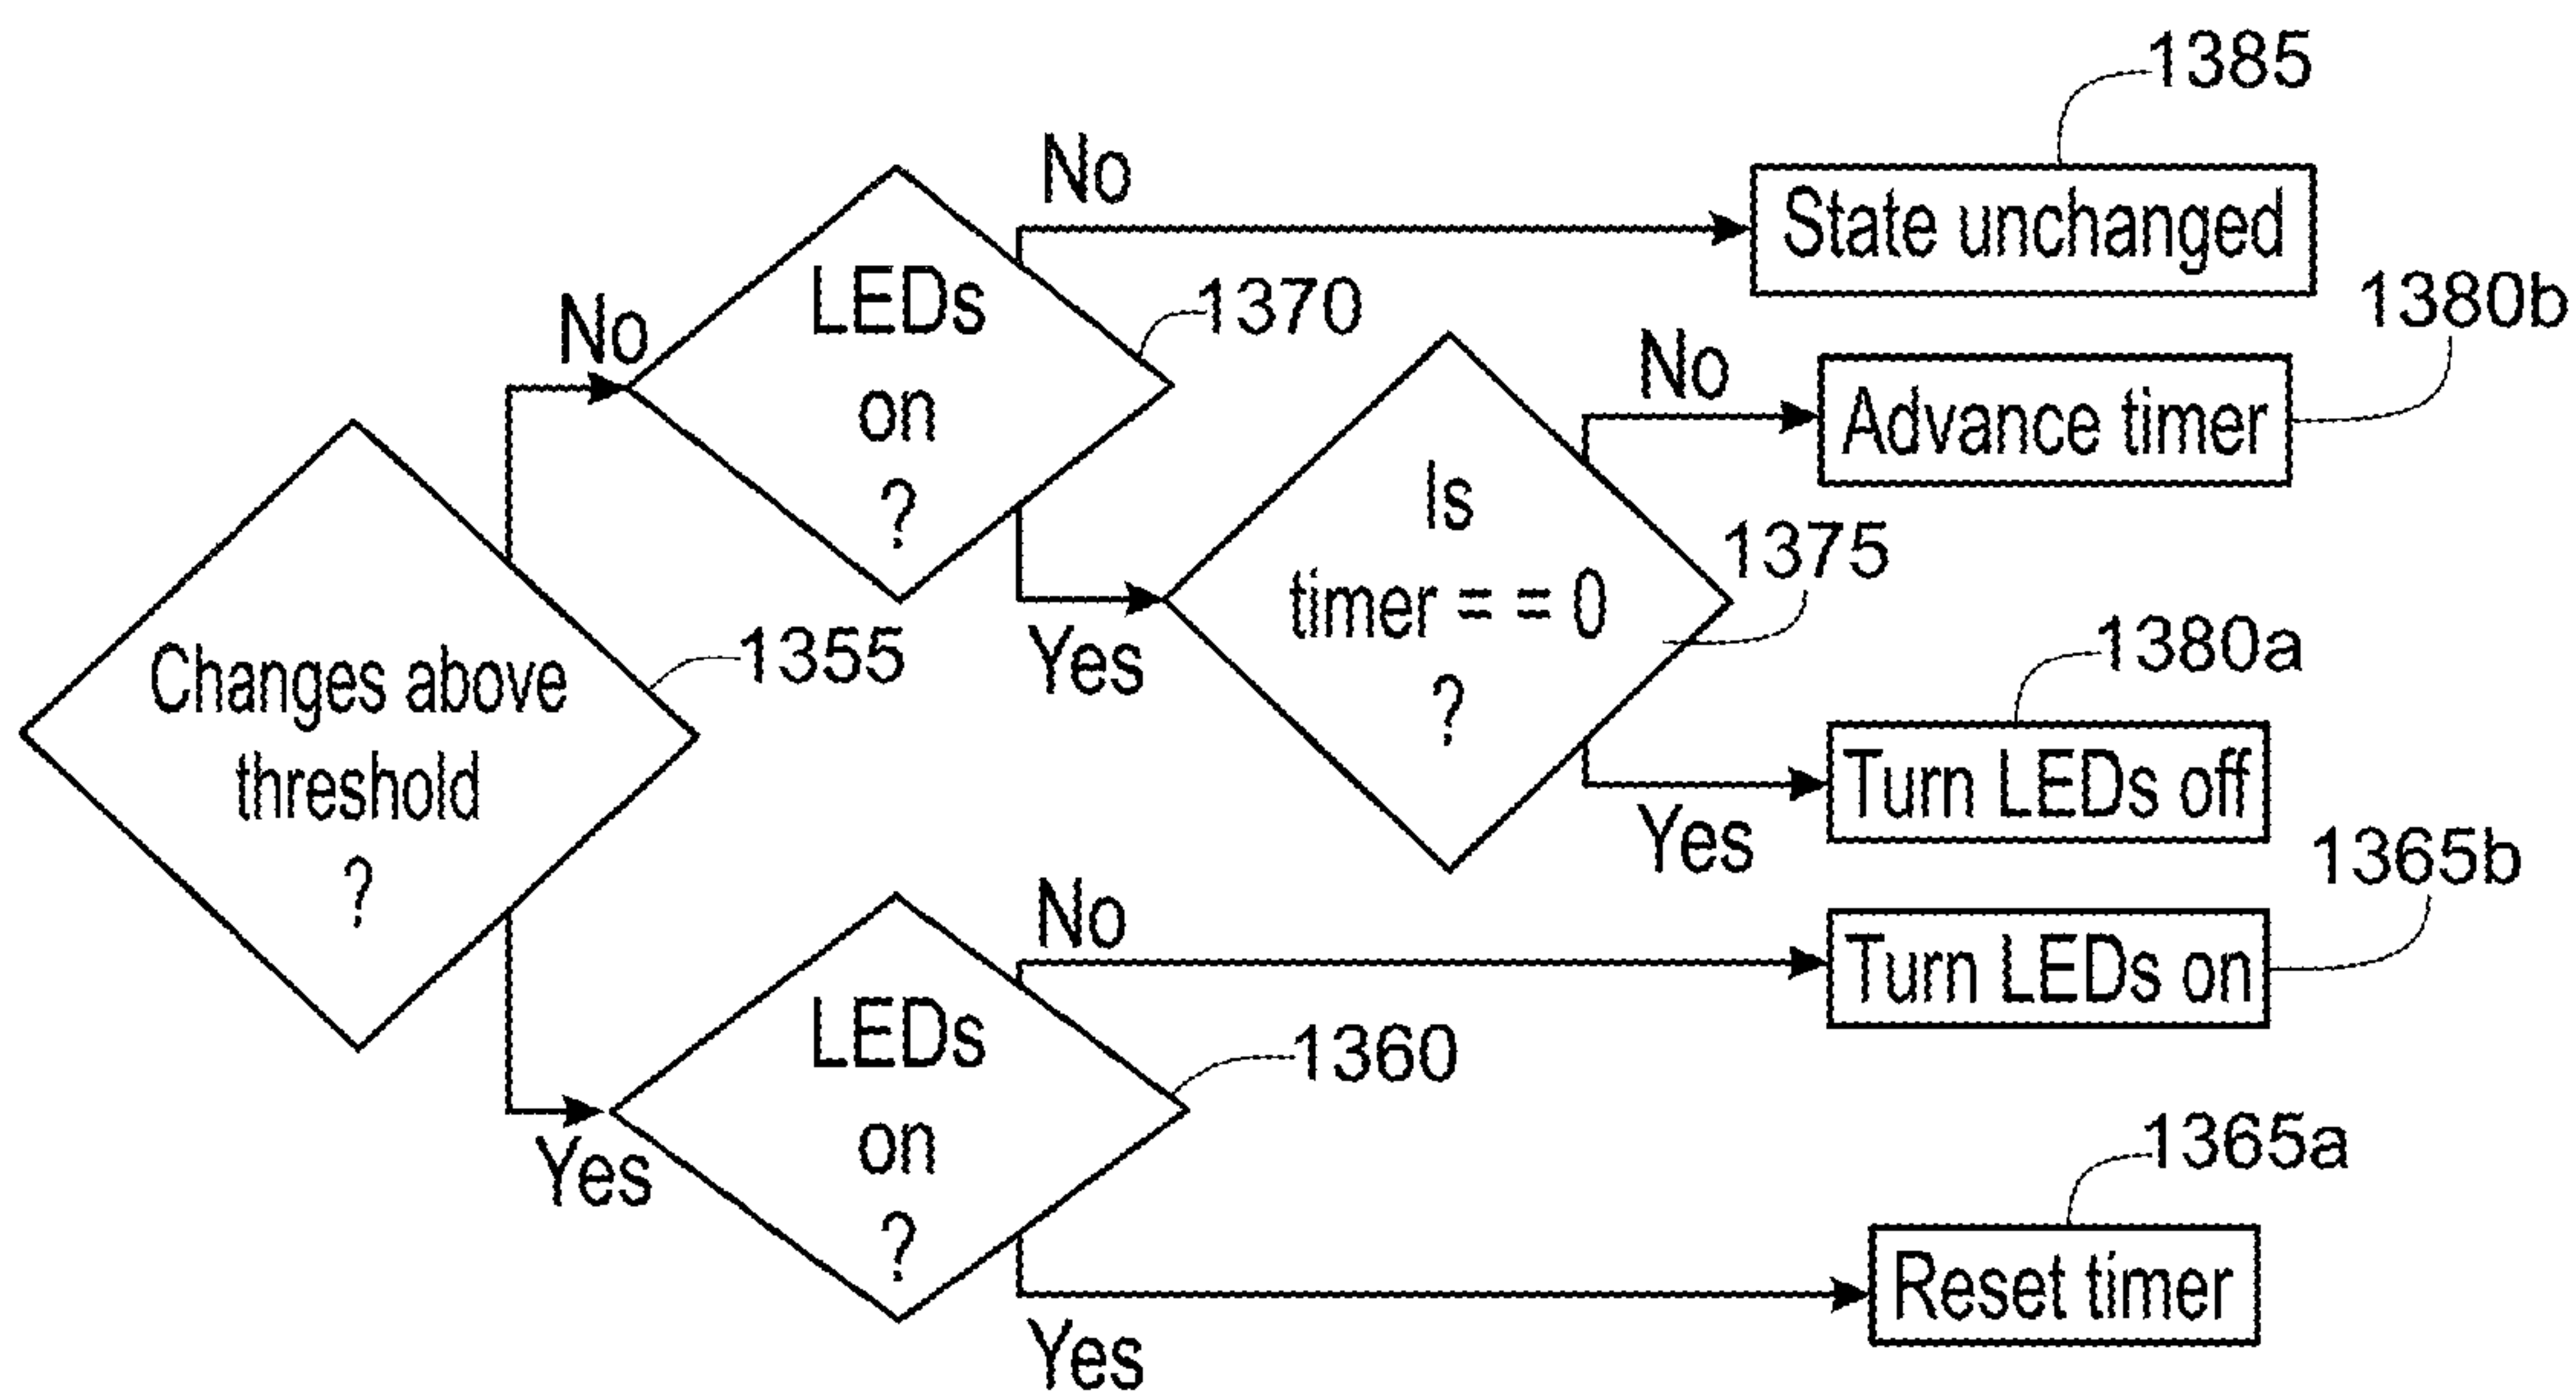 1385
No
State unchanged
LEDs
on
?
1370
No
1380b
No
Advance timer
Is
timer = = 0
?
1375
Yes
Changes above
threshold
?
1355
1380a
Turn LEDs off
Yes
1365b
No
Turn LEDs on
LEDs
on
?
1360
Yes
1365a
Reset timer
Yes